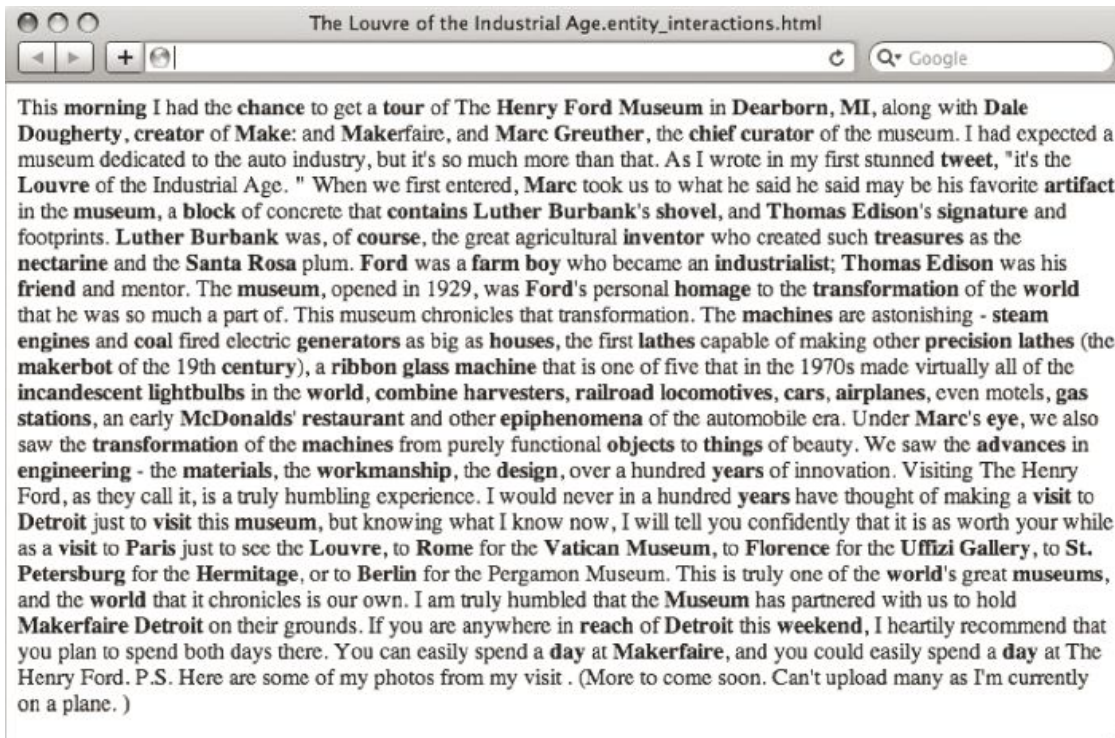 The Louvre of the Industrial Age.entity_interactions.html
Google
This morning I had the chance to get a tour of The Henry Ford Museum in Dearborn, MI, along with Dale
Dougherty, creator of Make: and Makerfaire, and Marc Greuther, the chief curator of the museum. I had expected a
museum dedicated to the auto industry, but it's so much more than that. As I wrote in my first stunned tweet, "it's the
Louvre of the Industrial Age. " When we first entered, Marc took us to what he said he said may be his favorite artifact
in the museum, a block of concrete that contains Luther Burbank's shovel, and Thomas Edison's signature and
footprints. Luther Burbank was, of course, the great agricultural inventor who created such treasures as the
nectarine and the Santa Rosa plum. Ford was a farm boy who became an industrialist; Thomas Edison was his
friend and mentor. The museum, opened in 1929, was Ford's personal homage to the transformation of the world
that he was so much a part of. This museum chronicles that transformation. The machines are astonishing - steam
engines and coal fired electric generators as big as houses, the first lathes capable of making other precision lathes (the
makerbot of the 19th century), a ribbon glass machine that is one of five that in the 1970s made virtually all of the
incandescent lightbulbs in the world, combine harvesters, railroad locomotives, cars, airplanes, even motels, gas
stations, an early McDonalds' restaurant and other epiphenomena of the automobile era. Under Marc's eye, we also
saw the transformation of the machines from purely functional objects to things of beauty. We saw the advances in
engineering - the materials, the workmanship, the design, over a hundred years of innovation. Visiting The Henry
Ford, as they call it, is a truly humbling experience. I would never in a hundred years have thought of making a visit to
Detroit just to visit this museum, but knowing what I know now, I will tell you confidently that it is as worth your while
as a visit to Paris just to see the Louvre, to Rome for the Vatican Museum, to Florence for the Uffizi Gallery, to St.
Petersburg for the Hermitage, or to Berlin for the Pergamon Museum. This is truly one of the world's great museums,
and the world that it chronicles is our own. I am truly humbled that the Museum has partnered with us to hold
Makerfaire Detroit on their grounds. If you are anywhere in reach of Detroit this weekend, I heartily recommend that
you plan to spend both days there. You can easily spend a day at Makerfaire, and you could easily spend a day at The
Henry Ford. P.S. Here are some of my photos from my visit . (More to come soon. Can't upload many as I'm currently
on a plane. )